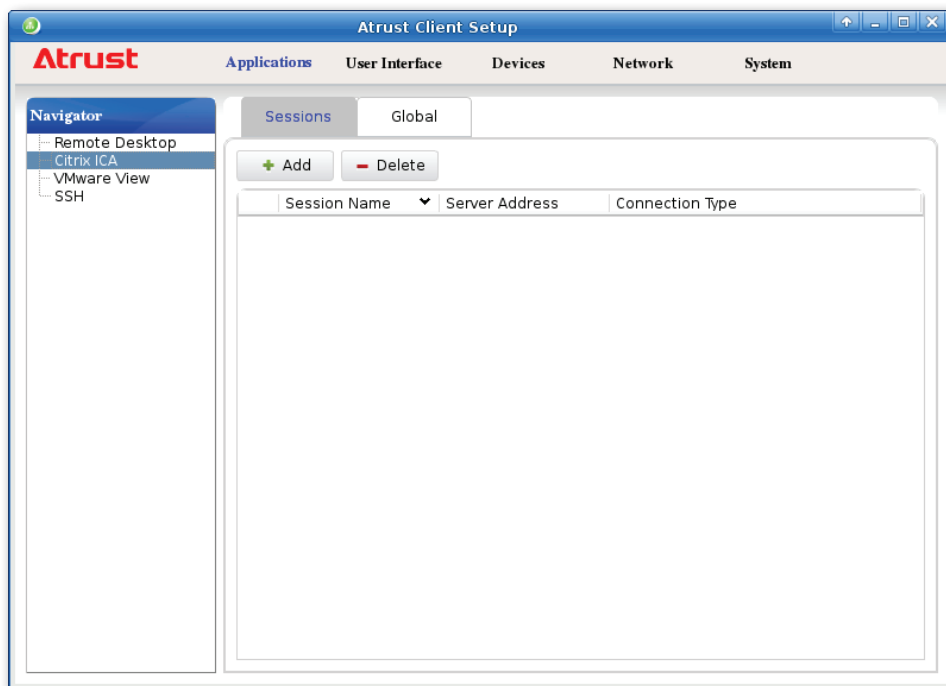 Atrust Client Setup
Atrust Applications User Interface Devices Network System
Navigator
Remote Desktop
Citrix ICA
VMware View
SSH
Sessions Global
Add Delete
Session Name Server Address Connection Type